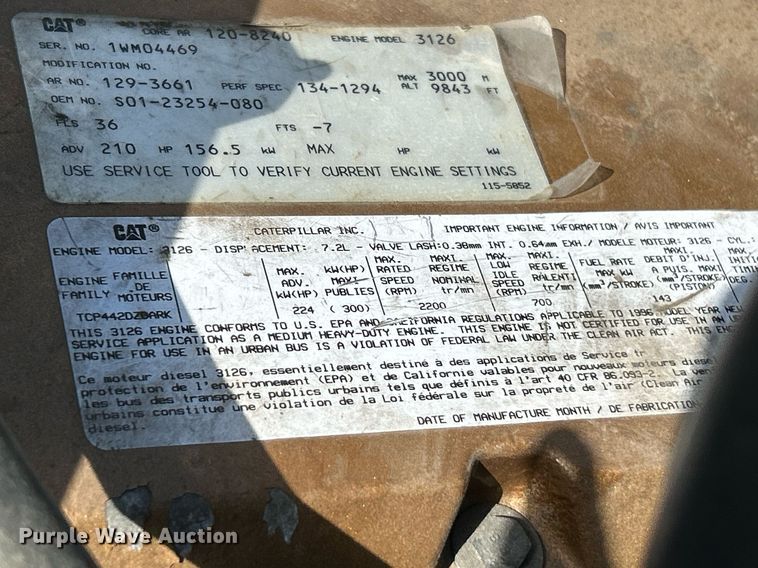 CAT CORE AR 120-8240 ENGINE MODEL 3126
SER. NO. 1WM04469
MODIFICATION NO.
AR NO. 129-3661 PERF SPEC 134-1294 MAX ALT 3000 M 9843 FT
OEM NO. S01-23254-080
FLS 36 FTS -7
ADV 210 HP 156.5 kW MAX HP kW
USE SERVICE TOOL TO VERIFY CURRENT ENGINE SETTINGS
115-5852
CAT CATERPILLAR INC. IMPORTANT ENGINE INFORMATION / AVIS IMPORTANT
ENGINE MODEL: 3126 - DISPLACEMENT: 7.2L - VALVE LASH:0.38mm INT. 0.64mm EXH./ MODELE MOTEUR: 3126 - CYL.:
ENGINE FAMILLE DE
FAMILY MOTEURS
MAX. kW(HP)
ADV. MAXI
kW(HP) PUBLIES
MAX. MAXI.
RATED REGIME
SPEED NOMINAL
(RPM) tr/mn
MAX. MAXI.
LOW REGIME
IDLE RALENTI
SPEED tr/mn
(RPM)
FUEL RATE DEBIT D'INJ.
MAX kW A PUIS. MAXI
(mm³/STROKE) (mm³/STROKE)
(PISTON)
MAXI
INITI
TIMIN
DEG.
224 (300) 2200 700 143
THIS 3126 ENGINE CONFORMS TO U.S. EPA AND CALIFORNIA REGULATIONS APPLICABLE TO 1996 MODEL YEAR NEW
SERVICE APPLICATION AS A MEDIUM HEAVY-DUTY ENGINE. THIS ENGINE IS NOT CERTIFIED FOR USE IN AN U
ENGINE FOR USE IN AN URBAN BUS IS A VIOLATION OF FEDERAL LAW UNDER THE CLEAN AIR ACT. THIS ENG
Ce moteur diesel 3126, essentiellement destiné à des applications de Service tr
protection de l'environnement (EPA) et de Californie valables pour nouveaux moteurs diese
les bus des transports publics urbains tels que définis à l'art 40 CFR 86.093-2. La ven
urbains constitue une violation de la Loi fédérale sur la propreté de l'air (Clean Air
diesel.
DATE OF MANUFACTURE MONTH / DE FABRICATION
Purple Wave Auction